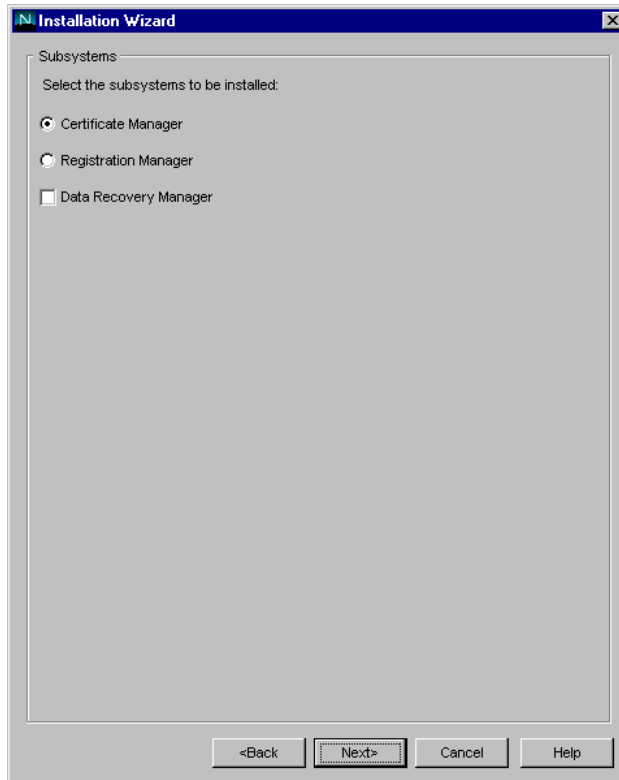 N Installation Wizard
Subsystems
Select the subsystems to be installed:
Certificate Manager
Registration Manager
Data Recovery Manager
<Back Next> Cancel Help